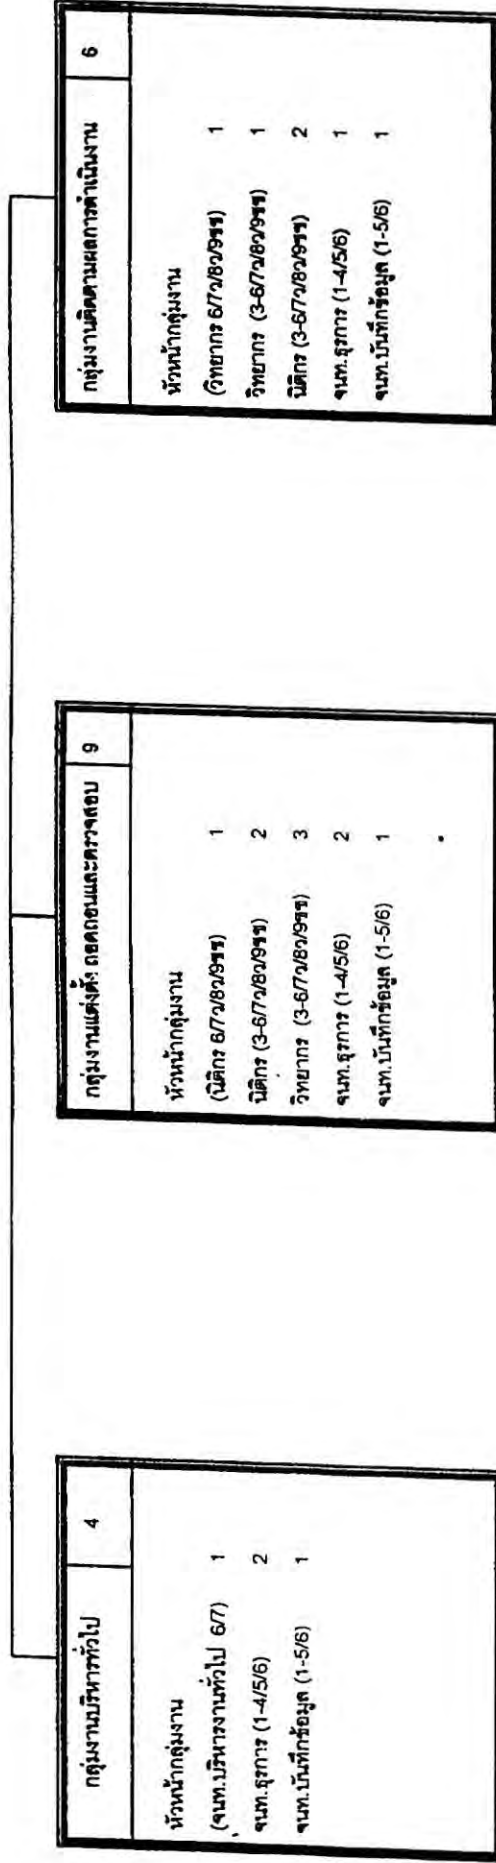 กลุ่มงานบริหารทั่วไป 4
หัวหน้ากลุ่มงาน
(จนท.บริหารงานทั่วไป 6/7) 1
จนท.ธุรการ (1-4/5/6) 2
จนท.บันทึกข้อมูล (1-5/6) 1
กลุ่มงานแต่งตั้ง ถอดถอนและตรวจสอบ 9
หัวหน้ากลุ่มงาน
(นิติกร 6/7ว/8ว/9ชช) 1
นิติกร (3-6/7ว/8ว/9ชช) 2
วิทยากร (3-6/7ว/8ว/9ชช) 3
จนท.ธุรการ (1-4/5/6) 2
จนท.บันทึกข้อมูล (1-5/6) 1
กลุ่มงานติดตามผลการดำเนินงาน 6
หัวหน้ากลุ่มงาน
(วิทยากร 6/7ว/8ว/9ชช) 1
วิทยากร (3-6/7ว/8ว/9ชช) 1
นิติกร (3-6/7ว/8ว/9ชช) 2
จนท.ธุรการ (1-4/5/6) 1
จนท.บันทึกข้อมูล (1-5/6) 1